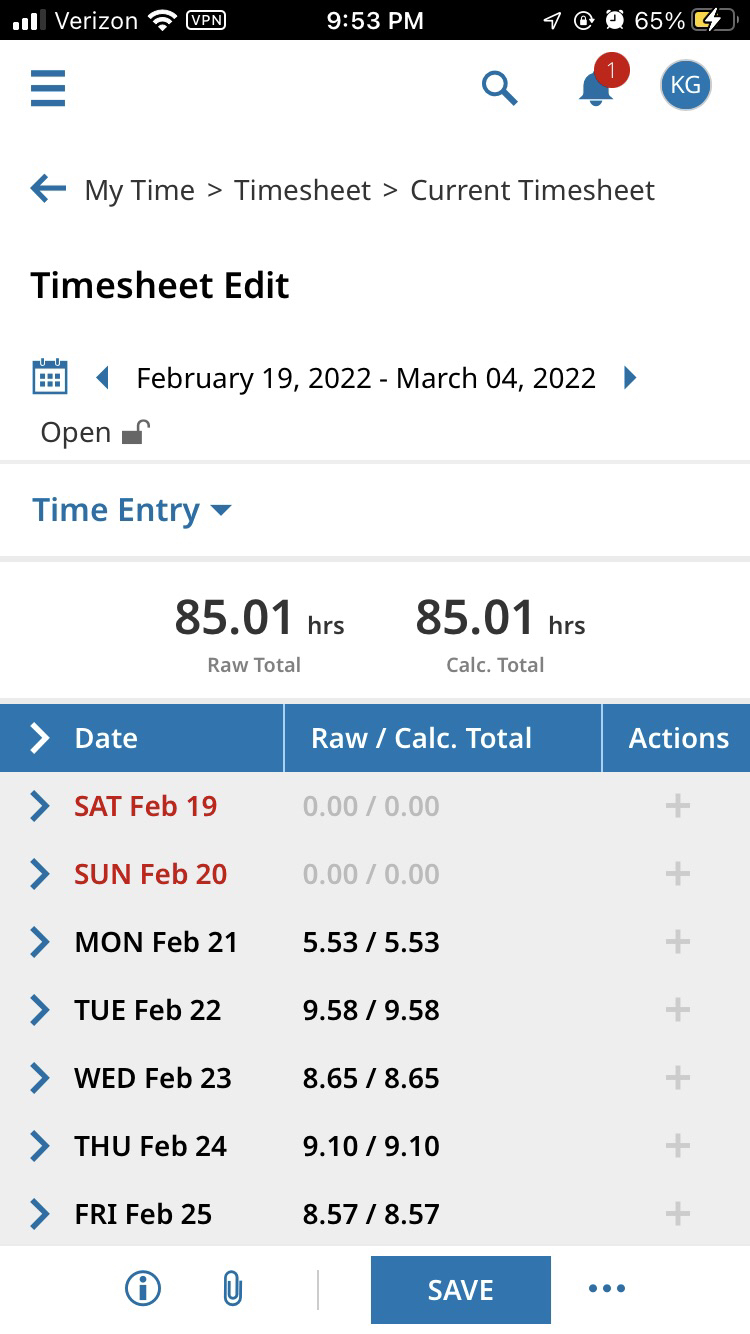 Verizon VPN 9:53 PM 65%
1
KG
My Time > Timesheet > Current Timesheet
Timesheet Edit
February 19, 2022 - March 04, 2022
Open
Time Entry
85.01 hrs 85.01 hrs
Raw Total Calc. Total
Date Raw / Calc. Total Actions
SAT Feb 19 0.00 / 0.00 +
SUN Feb 20 0.00 / 0.00 +
MON Feb 21 5.53 / 5.53 +
TUE Feb 22 9.58 / 9.58 +
WED Feb 23 8.65 / 8.65 +
THU Feb 24 9.10 / 9.10 +
FRI Feb 25 8.57 / 8.57 +
SAVE